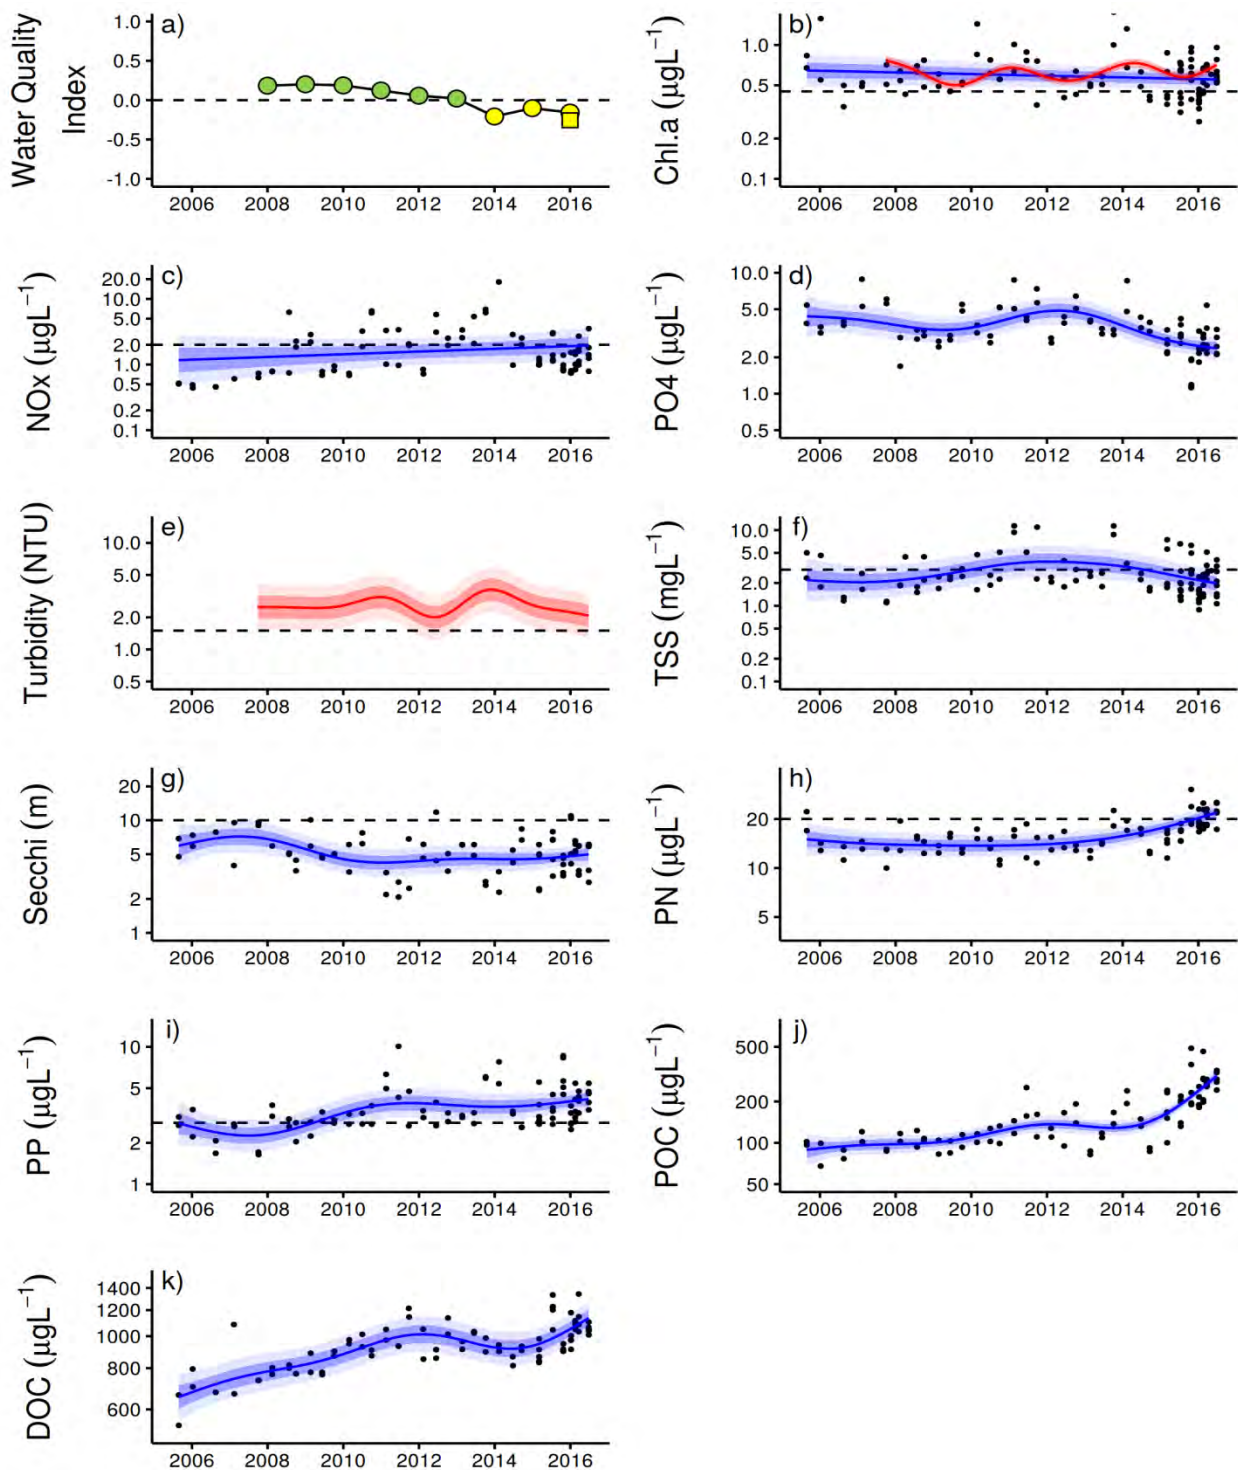 a)
Water Quality
Index
1.0
0.5
0.0
-0.5
-1.0
2006 2008 2010 2012 2014 2016
b)
Chl.a (µgL⁻¹)
1.0
0.5
0.2
0.1
2006 2008 2010 2012 2014 2016
c)
NOx (µgL⁻¹)
20.0
10.0
5.0
2.0
1.0
0.5
0.2
0.1
2006 2008 2010 2012 2014 2016
d)
PO4 (µgL⁻¹)
10.0
5.0
2.0
1.0
0.5
2006 2008 2010 2012 2014 2016
e)
Turbidity (NTU)
10.0
5.0
2.0
1.0
0.5
2006 2008 2010 2012 2014 2016
f)
TSS (mgL⁻¹)
10.0
5.0
2.0
1.0
0.5
0.2
0.1
2006 2008 2010 2012 2014 2016
g)
Secchi (m)
20
10
5
2
1
2006 2008 2010 2012 2014 2016
h)
PN (µgL⁻¹)
20
10
5
2006 2008 2010 2012 2014 2016
i)
PP (µgL⁻¹)
10
5
2
1
2006 2008 2010 2012 2014 2016
j)
POC (µgL⁻¹)
500
200
100
50
2006 2008 2010 2012 2014 2016
k)
DOC (µgL⁻¹)
1400
1200
1000
800
600
2006 2008 2010 2012 2014 2016